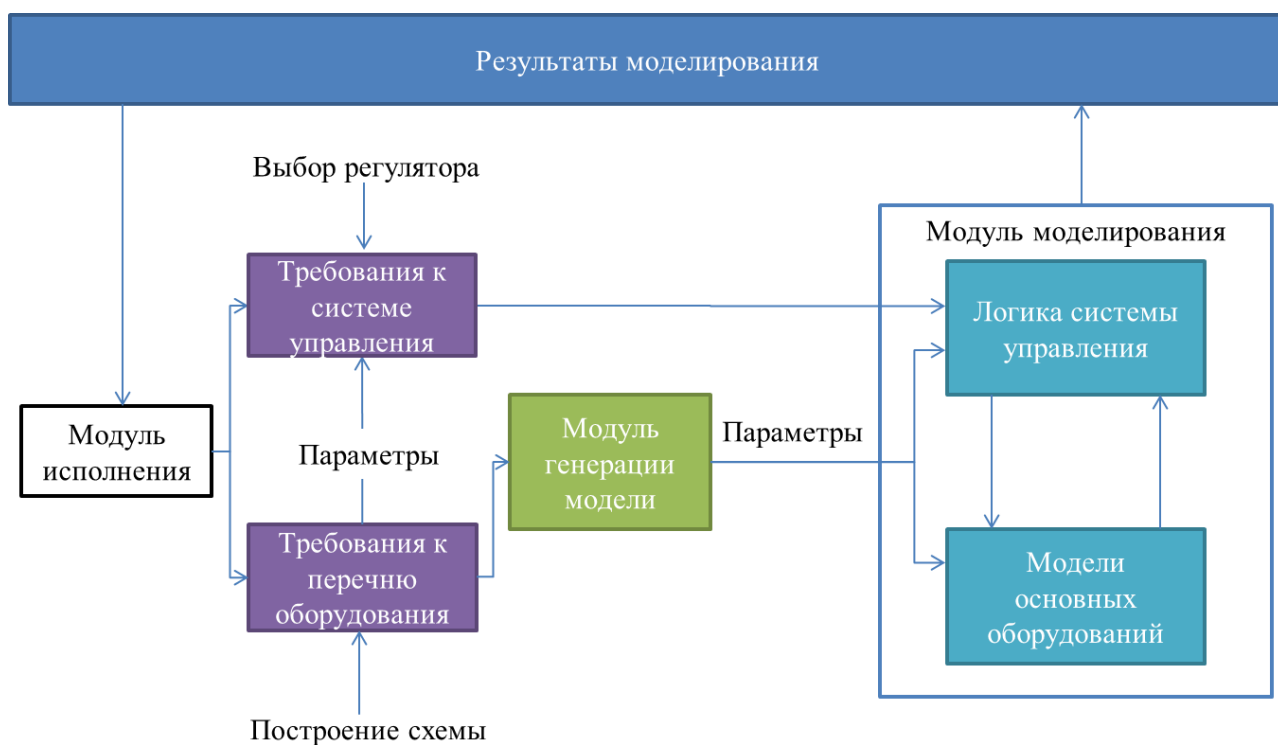 Результаты моделирования
Выбор регулятора
Модуль моделирования
Требования к
системе
управления
Логика системы
управления
Модуль
исполнения
Параметры
Модуль
генерации
модели
Параметры
Требования к
перечню
оборудования
Модели
основных
оборудований
Построение схемы